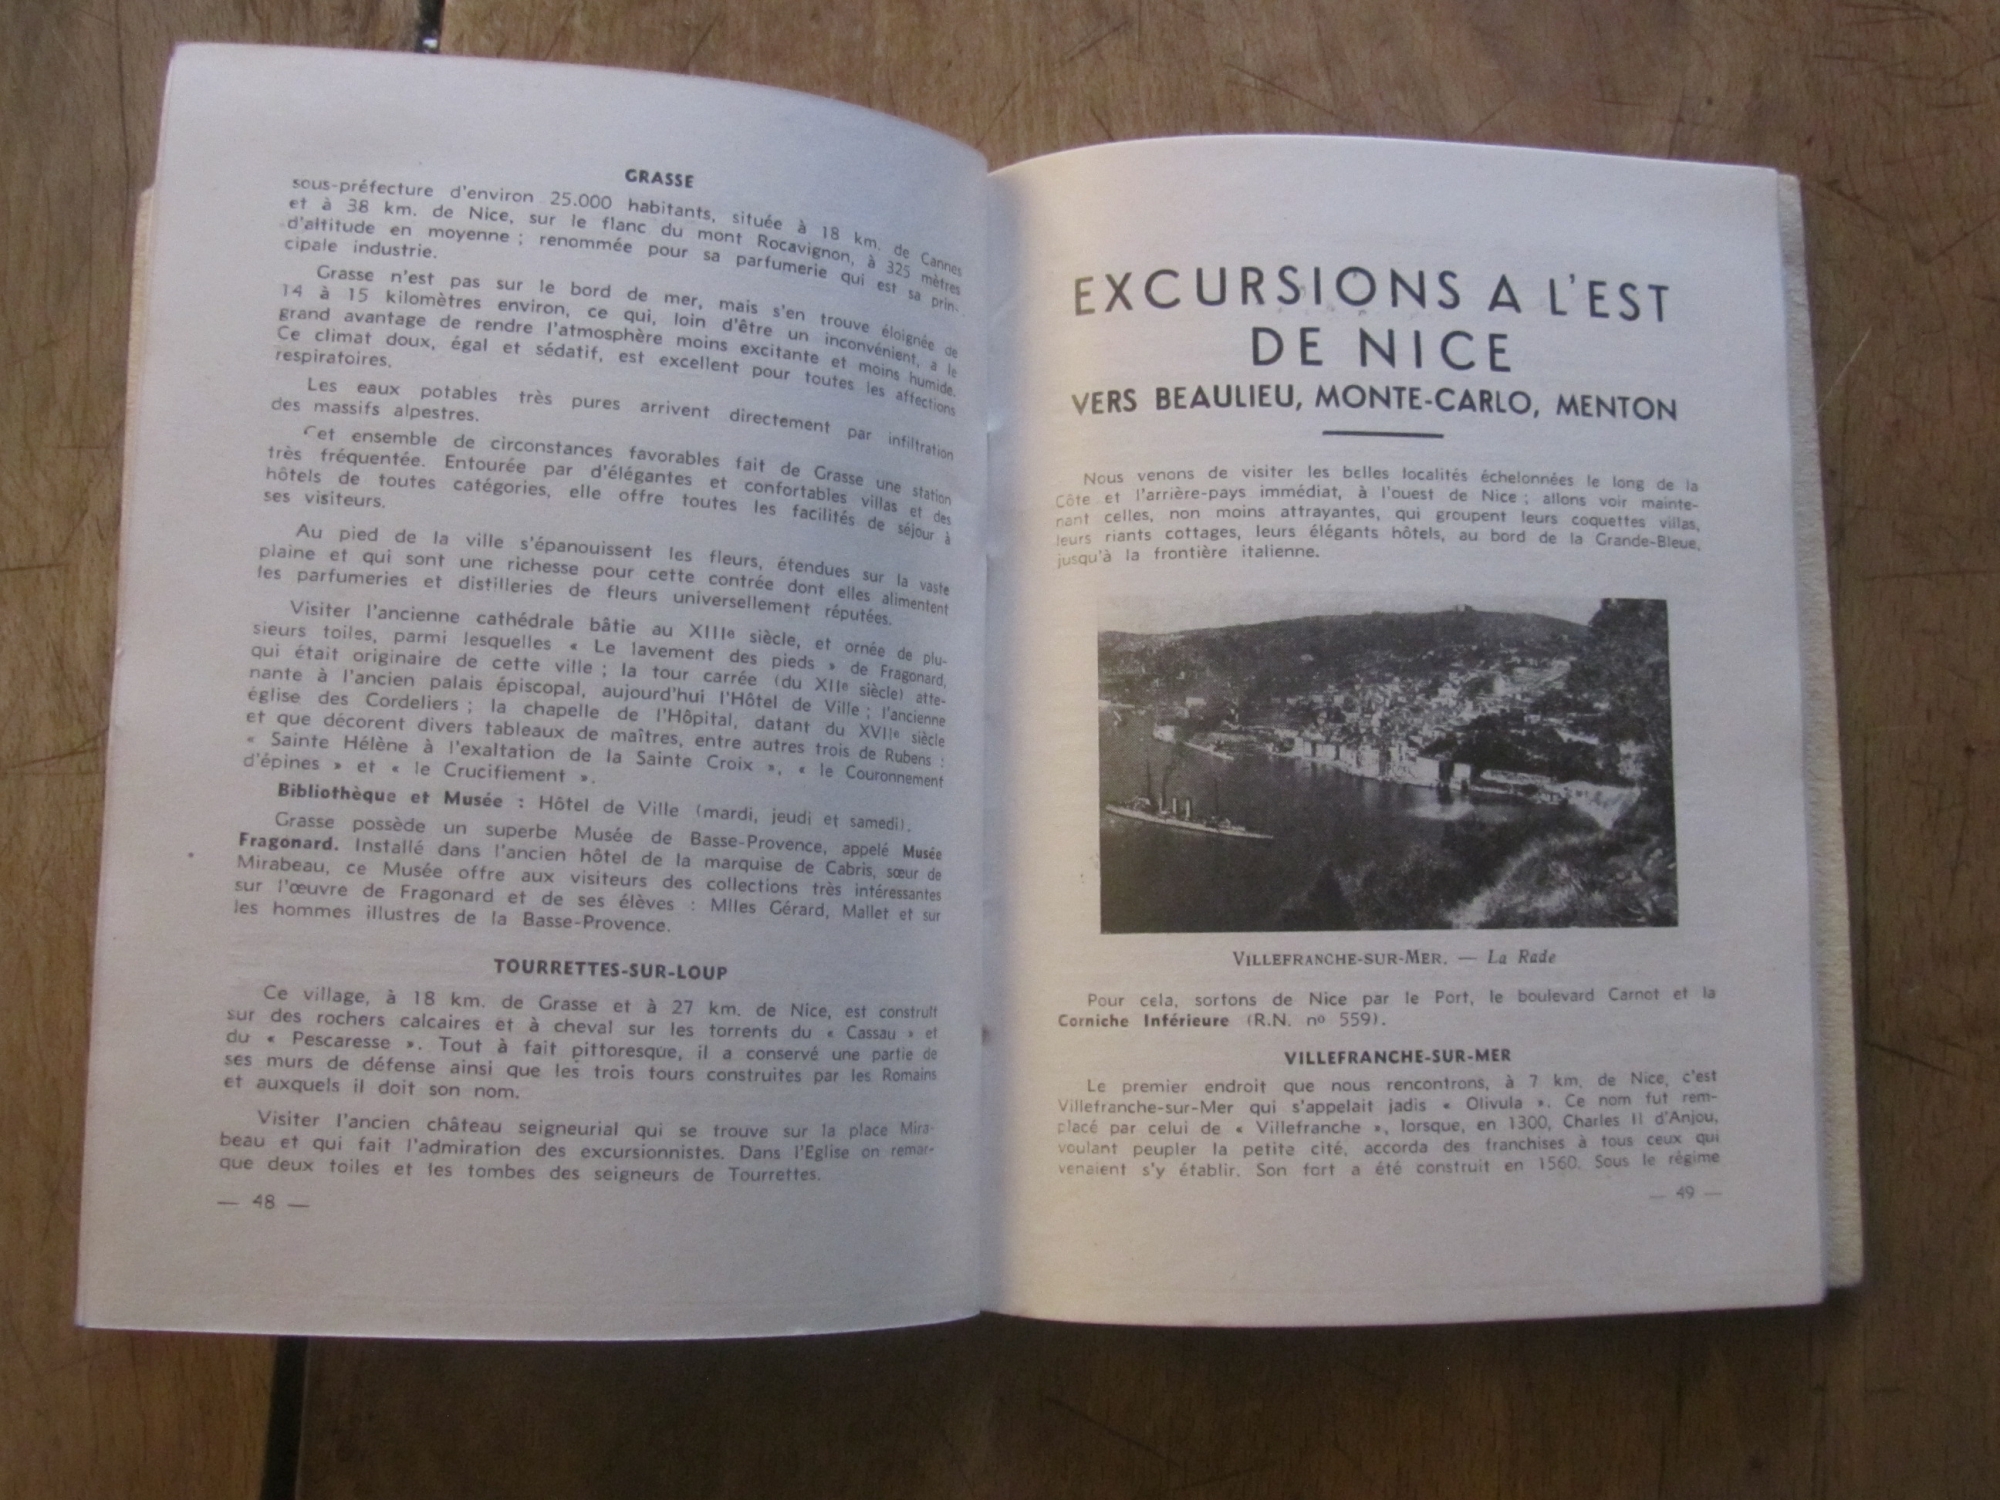 GRASSE
sous-préfecture d'environ 25.000 habitants, située à 18 km. de Cannes
et à 38 km. de Nice, sur le flanc du mont Rocavignon, à 325 mètres
d'altitude en moyenne ; renommée pour sa parfumerie qui est sa prin-
cipale industrie.
Grasse n'est pas sur le bord de mer, mais s'en trouve éloignée de
14 à 15 kilomètres environ, ce qui, loin d'être un inconvénient, a le
grand avantage de rendre l'atmosphère moins excitante et moins humide.
Ce climat doux, égal et sédatif, est excellent pour toutes les affections
respiratoires.
Les eaux potables très pures arrivent directement par infiltration
des massifs alpestres.
Cet ensemble de circonstances favorables fait de Grasse une station
très fréquentée. Entourée par d'élégantes et confortables villas et des
hôtels de toutes catégories, elle offre toutes les facilités de séjour à
ses visiteurs.
Au pied de la ville s'épanouissent les fleurs, étendues sur la vaste
plaine et qui sont une richesse pour cette contrée dont elles alimentent
les parfumeries et distilleries de fleurs universellement réputées.
Visiter l'ancienne cathédrale bâtie au XIIIe siècle, et ornée de plu-
sieurs toiles, parmi lesquelles « Le lavement des pieds » de Fragonard,
qui était originaire de cette ville ; la tour carrée (du XIIe siècle) atte-
nante à l'ancien palais épiscopal, aujourd'hui l'Hôtel de Ville ; l'ancienne
église des Cordeliers ; la chapelle de l'Hôpital, datant du XVIIe siècle
et que décorent divers tableaux de maîtres, entre autres trois de Rubens :
« Sainte Hélène à l'exaltation de la Sainte Croix », « le Couronnement
d'épines » et « le Crucifiement ».
Bibliothèque et Musée : Hôtel de Ville (mardi, jeudi et samedi).
Grasse possède un superbe Musée de Basse-Provence, appelé Musée
Fragonard. Installé dans l'ancien hôtel de la marquise de Cabris, sœur de
Mirabeau, ce Musée offre aux visiteurs des collections très intéressantes
sur l'œuvre de Fragonard et de ses élèves : Mlles Gérard, Mallet et sur
les hommes illustres de la Basse-Provence.
TOURRETTES-SUR-LOUP
Ce village, à 18 km. de Grasse et à 27 km. de Nice, est construit
sur des rochers calcaires et à cheval sur les torrents du « Cassau » et
du « Pescaresse ». Tout à fait pittoresque, il a conservé une partie de
ses murs de défense ainsi que les trois tours construites par les Romains
et auxquels il doit son nom.
Visiter l'ancien château seigneurial qui se trouve sur la place Mira-
beau et qui fait l'admiration des excursionnistes. Dans l'Eglise on remar-
que deux toiles et les tombes des seigneurs de Tourrettes.
— 48 —
EXCURSIONS A L'EST
DE NICE
VERS BEAULIEU, MONTE-CARLO, MENTON
Nous venons de visiter les belles localités échelonnées le long de la
Côte et l'arrière-pays immédiat, à l'ouest de Nice ; allons voir mainte-
nant celles, non moins attrayantes, qui groupent leurs coquettes villas,
leurs riants cottages, leurs élégants hôtels, au bord de la Grande-Bleue,
jusqu'à la frontière italienne.
VILLEFRANCHE-SUR-MER. — La Rade
Pour cela, sortons de Nice par le Port, le boulevard Carnot et la
Corniche Inférieure (R.N. no 559).
VILLEFRANCHE-SUR-MER
Le premier endroit que nous rencontrons, à 7 km. de Nice, c'est
Villefranche-sur-Mer qui s'appelait jadis « Olivula ». Ce nom fut rem-
placé par celui de « Villefranche », lorsque, en 1300, Charles II d'Anjou,
voulant peupler la petite cité, accorda des franchises à tous ceux qui
venaient s'y établir. Son fort a été construit en 1560. Sous le régime
— 49 —